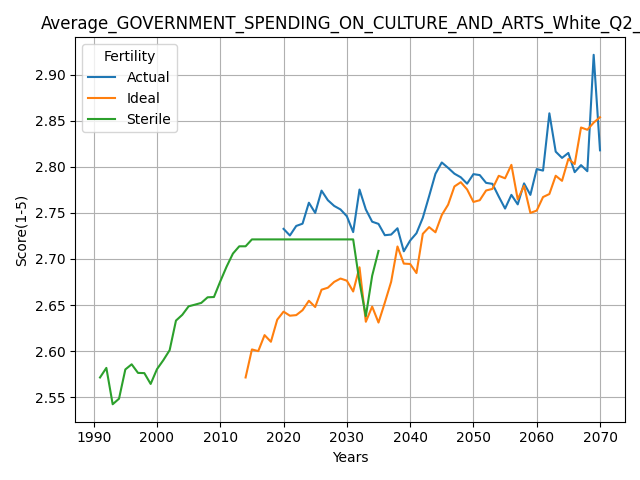 Average_GOVERNMENT_SPENDING_ON_CULTURE_AND_ARTS_White_Q2_
Fertility
Actual
Ideal
Sterile
Score(1-5)
2.90
2.85
2.80
2.75
2.70
2.65
2.60
2.55
1990 2000 2010 2020 2030 2040 2050 2060 2070
Years